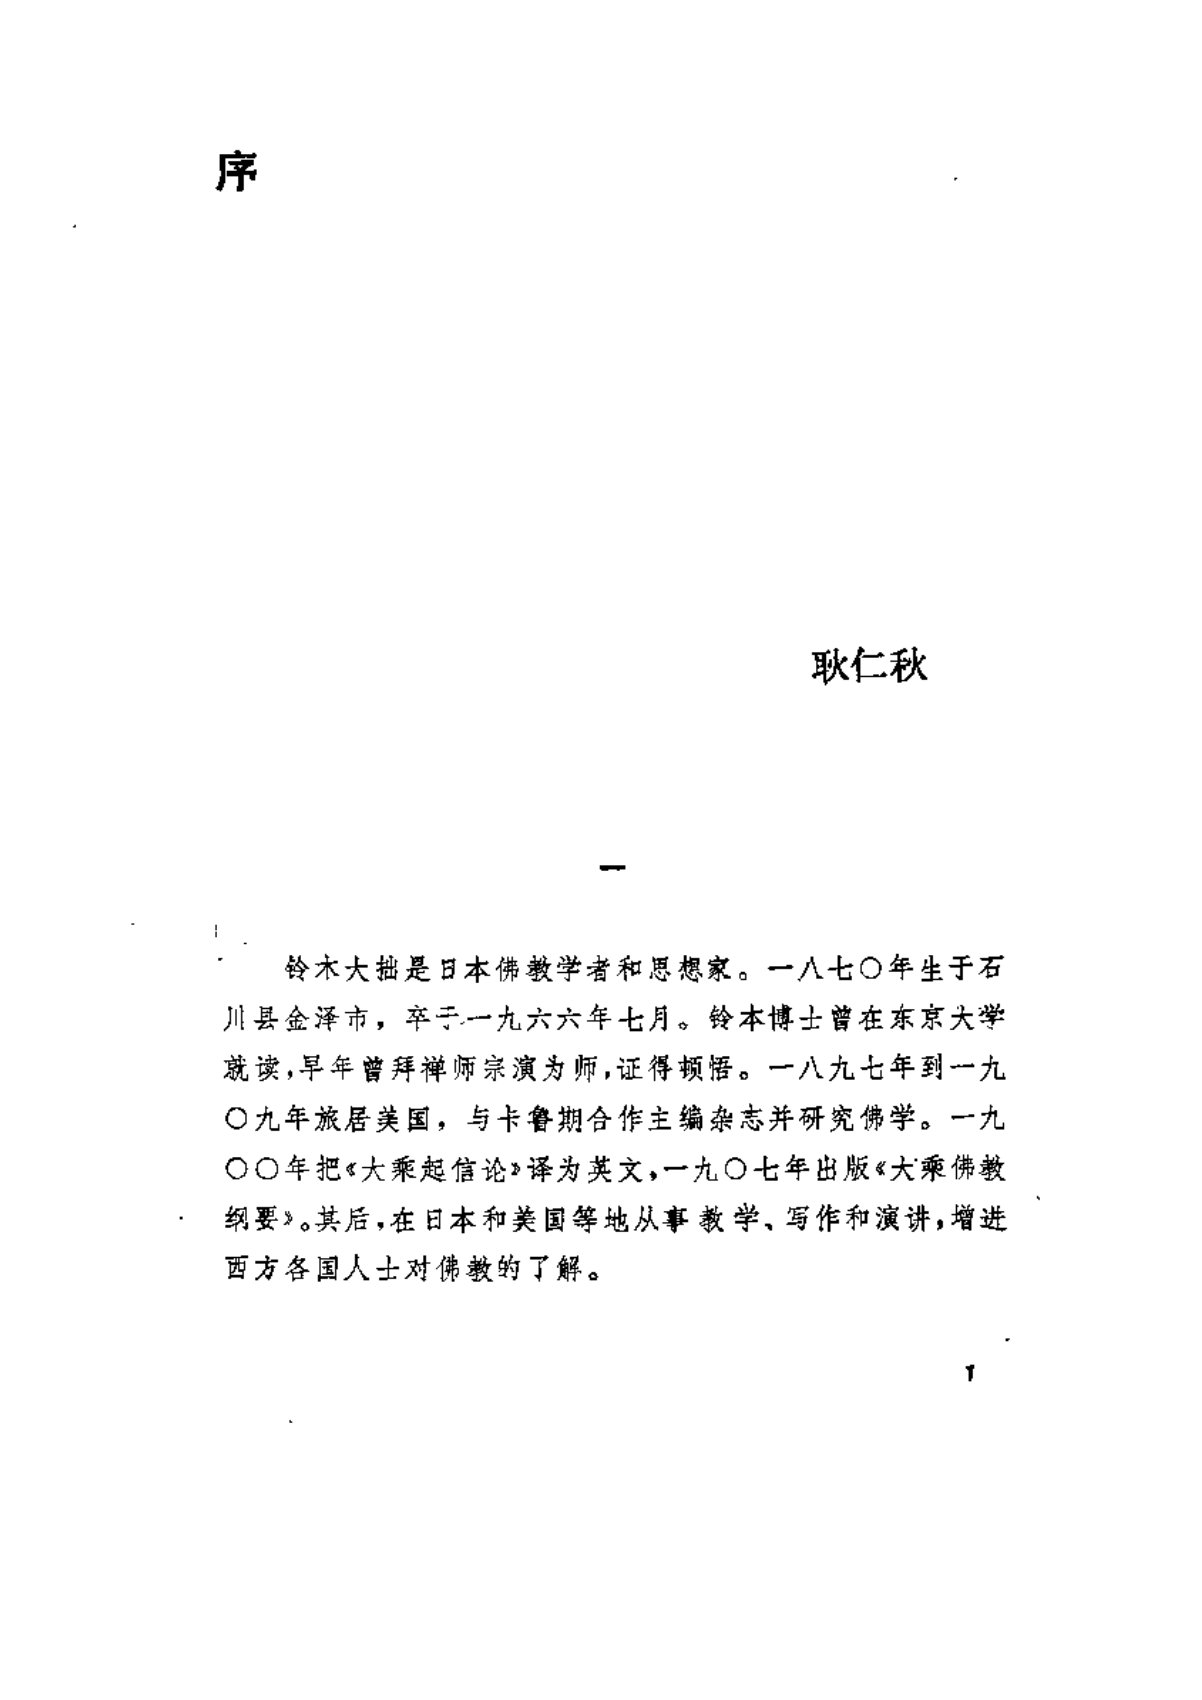 序
耿仁秋
一
铃木大拙是日本佛教学者和思想家。一八七〇年生于石
川县金泽市，卒于一九六六年七月。铃本博士曾在东京大学
就读，早年曾拜禅师宗演为师，证得顿悟。一八九七年到一九
〇九年旅居美国，与卡鲁期合作主编杂志并研究佛学。一九
〇〇年把《大乘起信论》译为英文，一九〇七年出版《大乘佛教
纲要》。其后，在日本和美国等地从事教学、写作和演讲，增进
西方各国人士对佛教的了解。
1